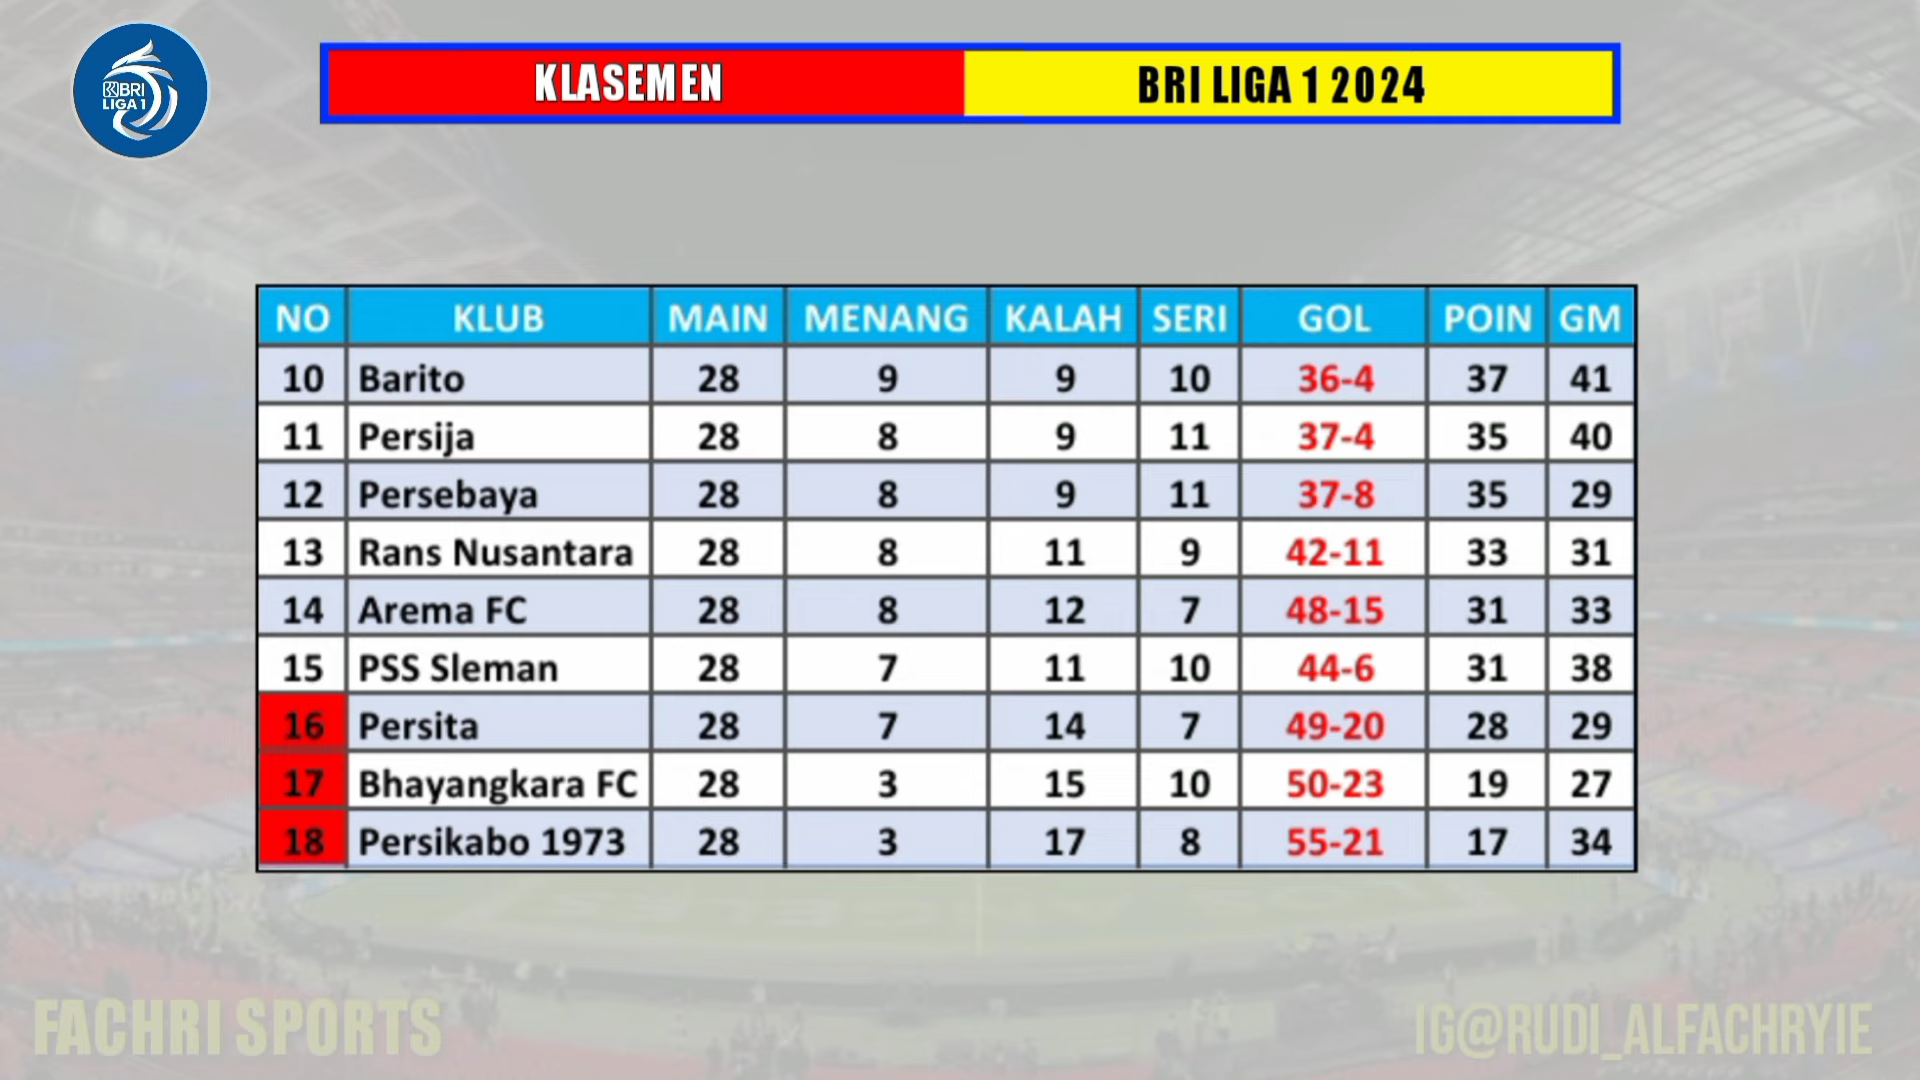 BRI
LIGA 1
KLASEMEN BRI LIGA 1 2024
NO KLUB MAIN MENANG KALAH SERI GOL POIN GM
10 Barito 28 9 9 10 36-4 37 41
11 Persija 28 8 9 11 37-4 35 40
12 Persebaya 28 8 9 11 37-8 35 29
13 Rans Nusantara 28 8 11 9 42-11 33 31
14 Arema FC 28 8 12 7 48-15 31 33
15 PSS Sleman 28 7 11 10 44-6 31 38
16 Persita 28 7 14 7 49-20 28 29
17 Bhayangkara FC 28 3 15 10 50-23 19 27
18 Persikabo 1973 28 3 17 8 55-21 17 34
FACHRI SPORTS IG@RUDI_ALFACHRYIE